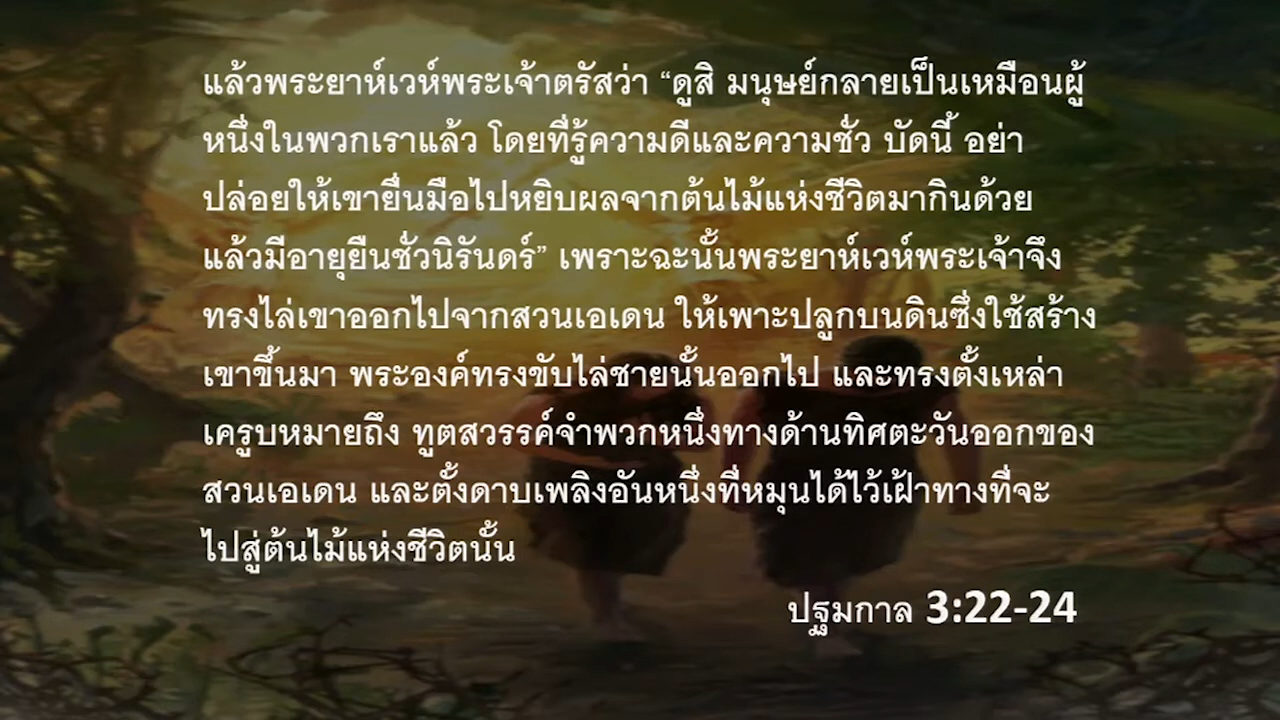 แล้วพระยาห์เวห์พระเจ้าตรัสว่า “ดูสิ มนุษย์กลายเป็นเหมือนผู้
หนึ่งในพวกเราแล้ว โดยที่รู้ความดีและความชั่ว บัดนี้ อย่า
ปล่อยให้เขายื่นมือไปหยิบผลจากต้นไม้แห่งชีวิตมากินด้วย
แล้วมีอายุยืนชั่วนิรันดร์” เพราะฉะนั้นพระยาห์เวห์พระเจ้าจึง
ทรงไล่เขาออกไปจากสวนเอเดน ให้เพาะปลูกบนดินซึ่งใช้สร้าง
เขาขึ้นมา พระองค์ทรงขับไล่ชายนั้นออกไป และทรงตั้งเหล่า
เครูบหมายถึง ทูตสวรรค์จำพวกหนึ่งทางด้านทิศตะวันออกของ
สวนเอเดน และตั้งดาบเพลิงอันหนึ่งที่หมุนได้ไว้เฝ้าทางที่จะ
ไปสู่ต้นไม้แห่งชีวิตนั้น
ปฐมกาล 3:22-24